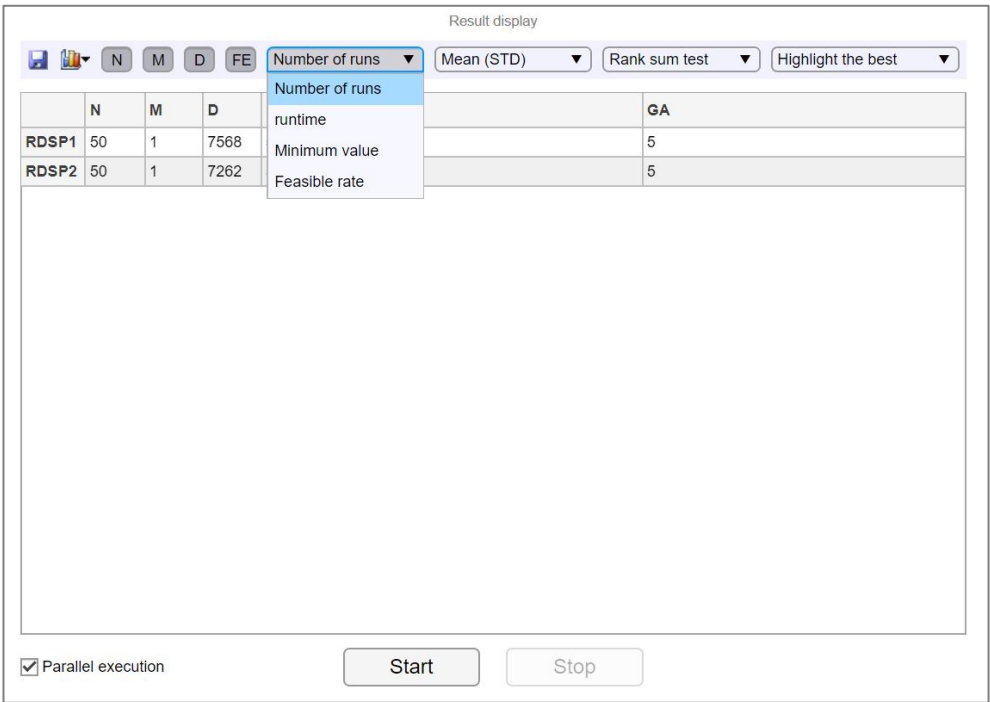 Result display
N M D FE Number of runs ▼ Mean (STD) ▼ Rank sum test ▼ Highlight the best ▼
Number of runs
runtime
Minimum value
Feasible rate
N M D GA
RDSP1 50 1 7568 5
RDSP2 50 1 7262 5
Parallel execution Start Stop